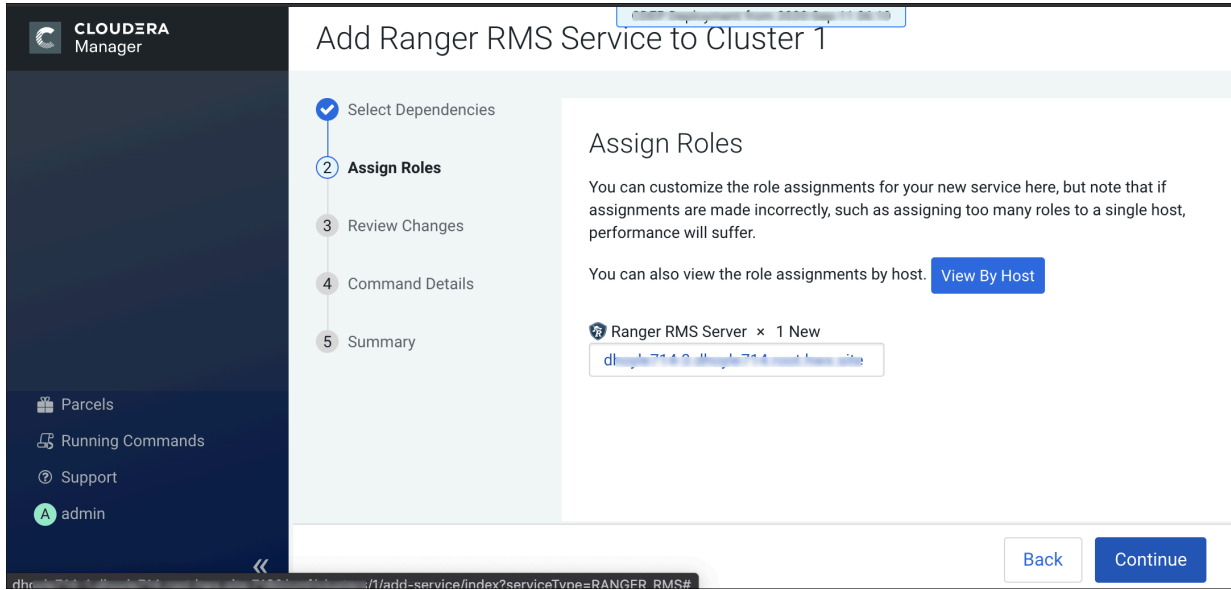 CLOUDERA
Manager
Add Ranger RMS Service to Cluster 1
Select Dependencies
2 Assign Roles
3 Review Changes
4 Command Details
5 Summary
Assign Roles
You can customize the role assignments for your new service here, but note that if
assignments are made incorrectly, such as assigning too many roles to a single host,
performance will suffer.
You can also view the role assignments by host. View By Host
Ranger RMS Server × 1 New
Parcels
Running Commands
Support
A admin
«
Back Continue
/1/add-service/index?serviceType=RANGER_RMS#